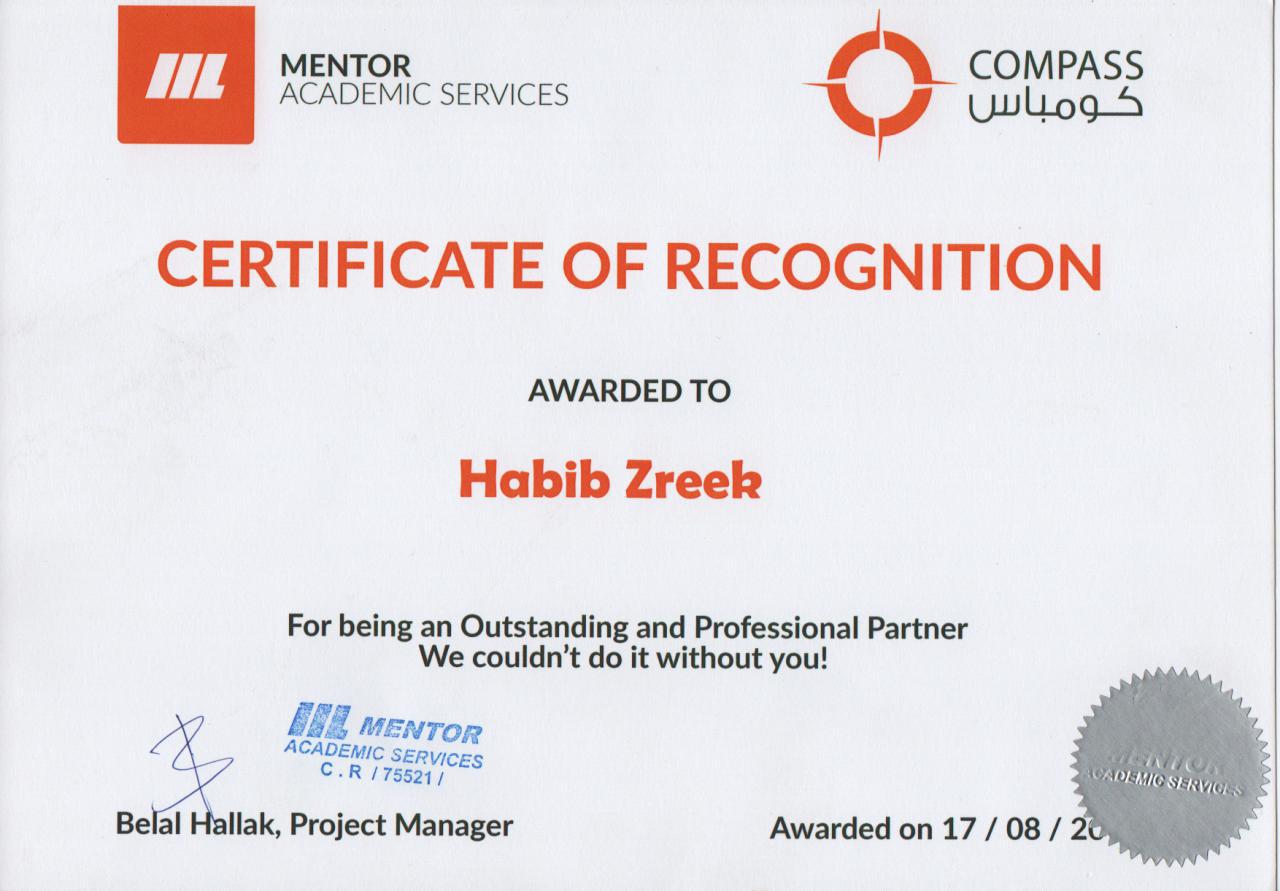 MENTOR
ACADEMIC SERVICES
COMPASS
كومباس
CERTIFICATE OF RECOGNITION
AWARDED TO
Habib Zreek
For being an Outstanding and Professional Partner
We couldn't do it without you!
MENTOR
ACADEMIC SERVICES
C.R / 75521 /
Belal Hallak, Project Manager
Awarded on 17 / 08 /
MENTOR
ACADEMIC SERVICES